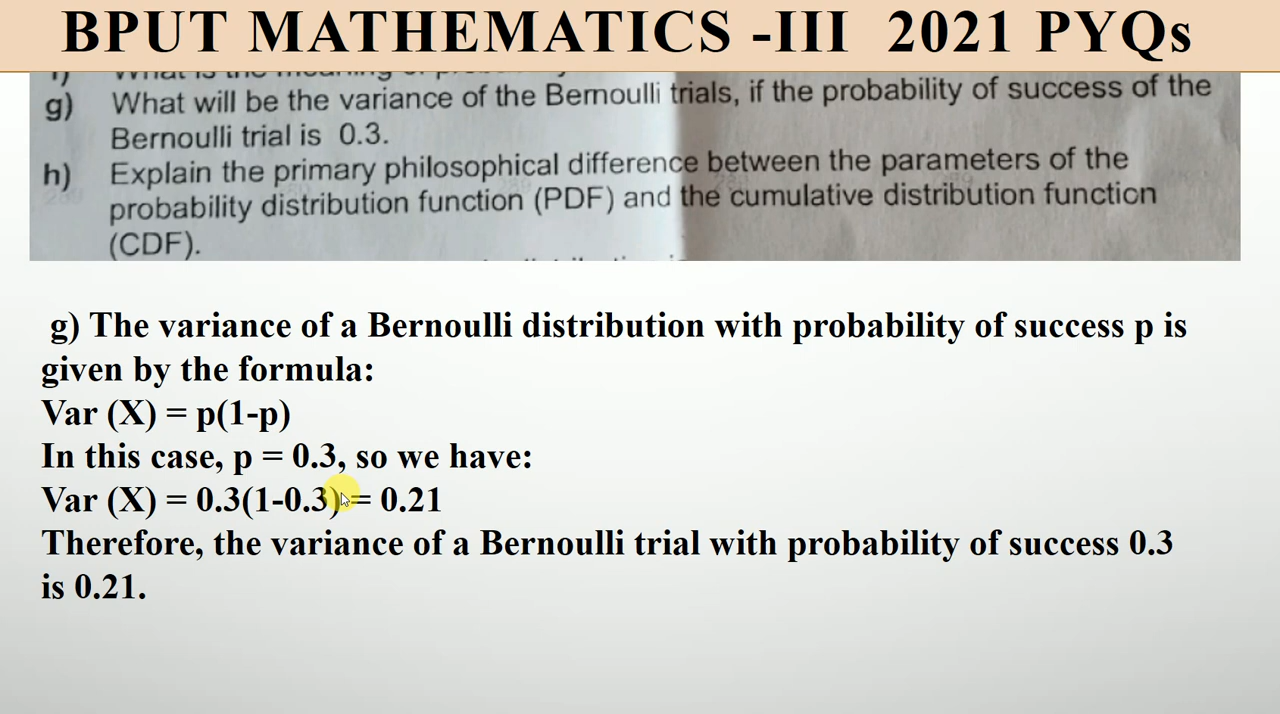 BPUT MATHEMATICS -III 2021 PYQs
g) What will be the variance of the Bernoulli trials, if the probability of success of the
Bernoulli trial is 0.3.
h) Explain the primary philosophical difference between the parameters of the
probability distribution function (PDF) and the cumulative distribution function
(CDF).
g) The variance of a Bernoulli distribution with probability of success p is
given by the formula:
Var (X) = p(1-p)
In this case, p = 0.3, so we have:
Var (X) = 0.3(1-0.3) = 0.21
Therefore, the variance of a Bernoulli trial with probability of success 0.3
is 0.21.